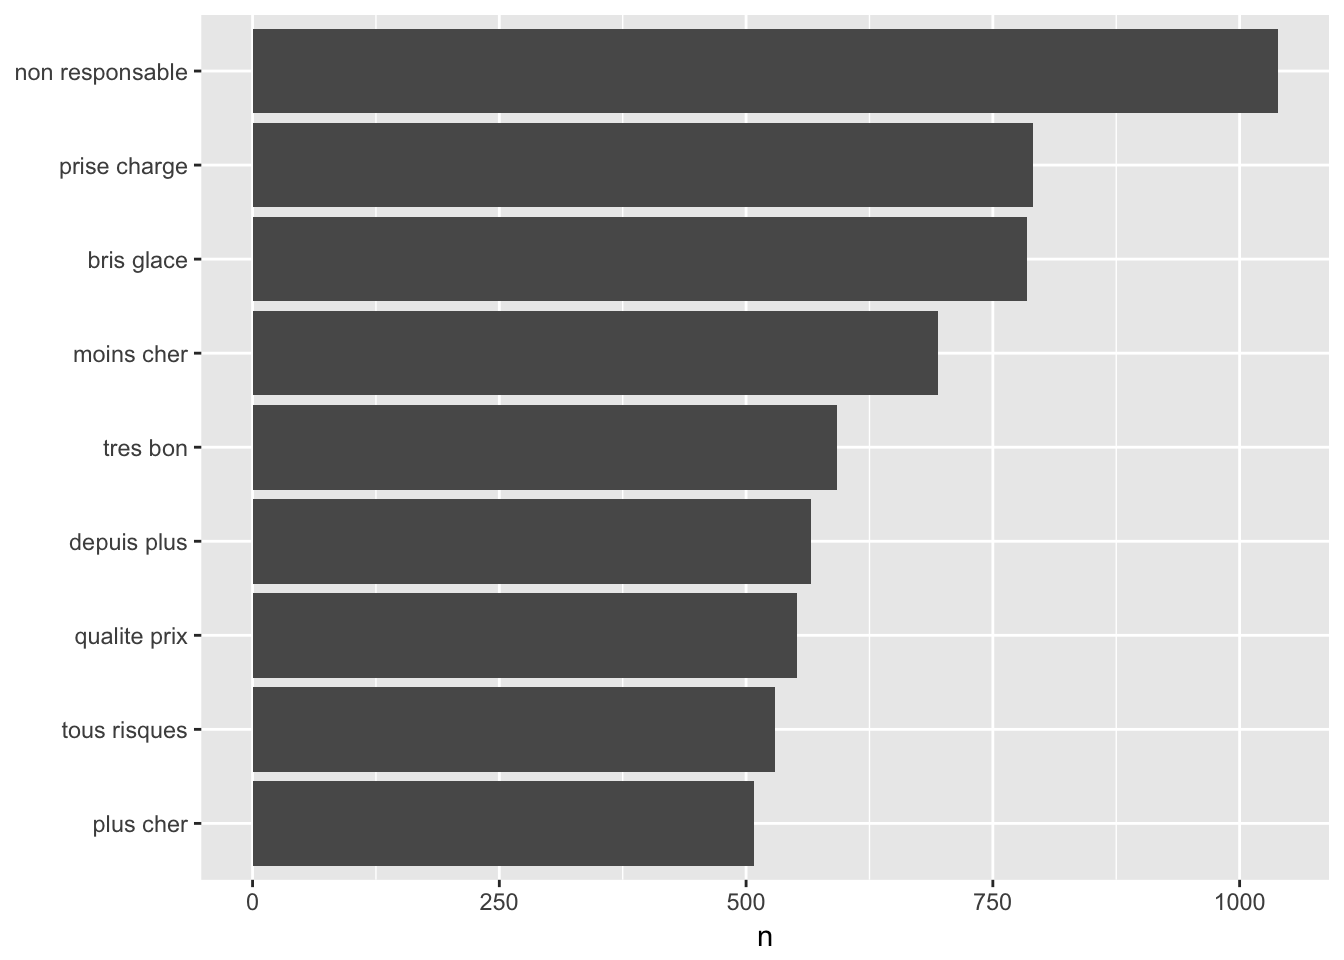 non responsable
prise charge
bris glace
moins cher
tres bon
depuis plus
qualite prix
tous risques
plus cher
0 250 500 750 1000
n